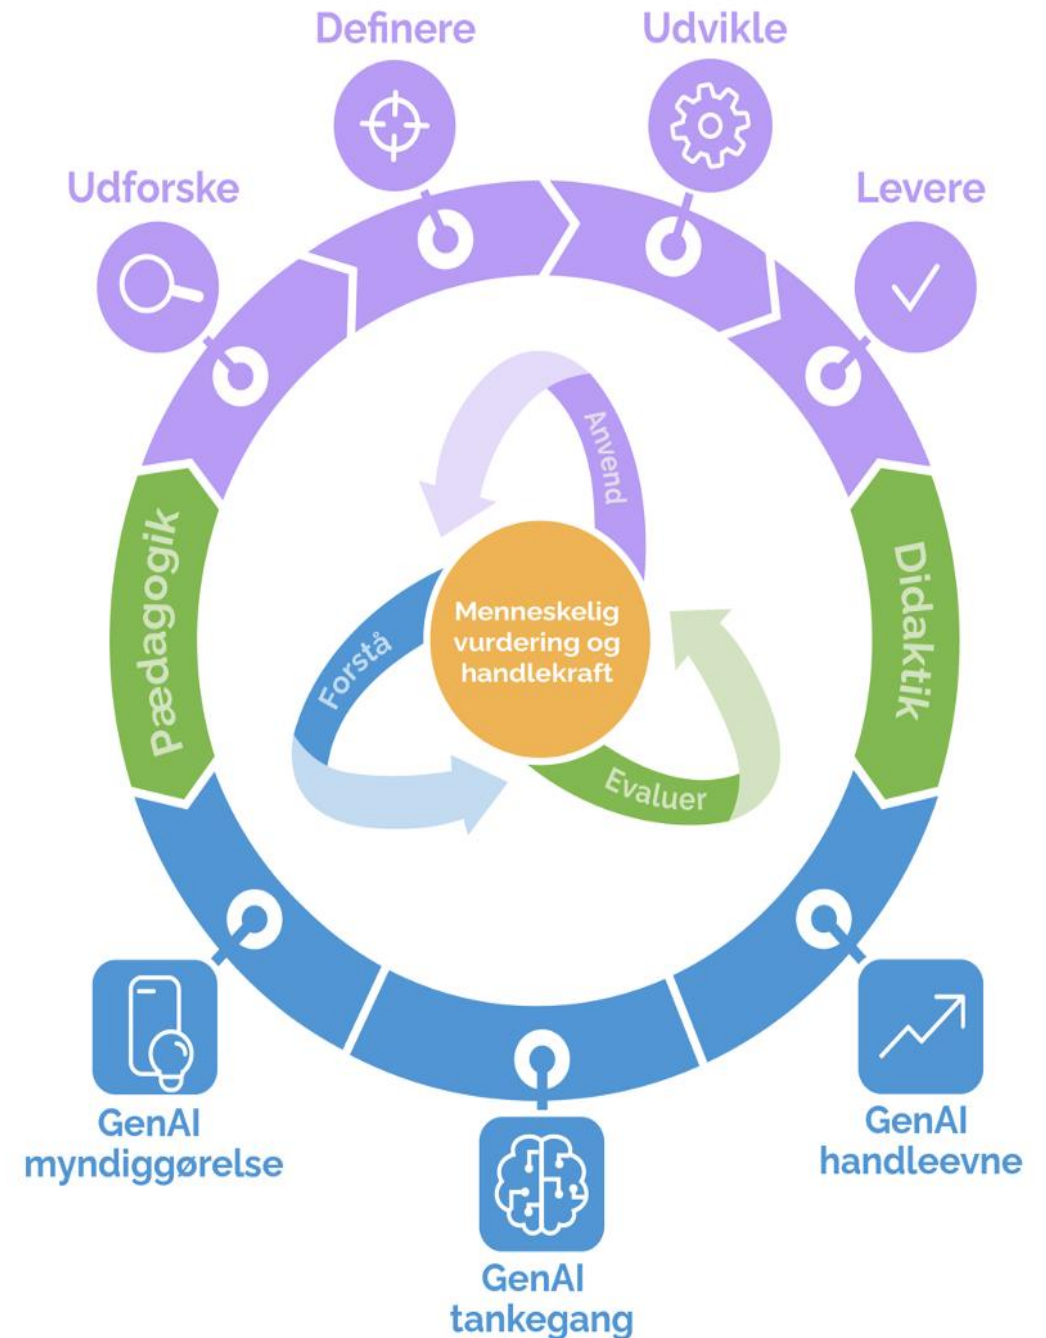 Definere
Udvikle
Udforske
Levere
Anvend
Pædagogik
Didaktik
Menneskelig
vurdering og
handlekraft
Forstå
Evaluer
GenAI
myndiggørelse
GenAI
handleevne
GenAI
tankegang